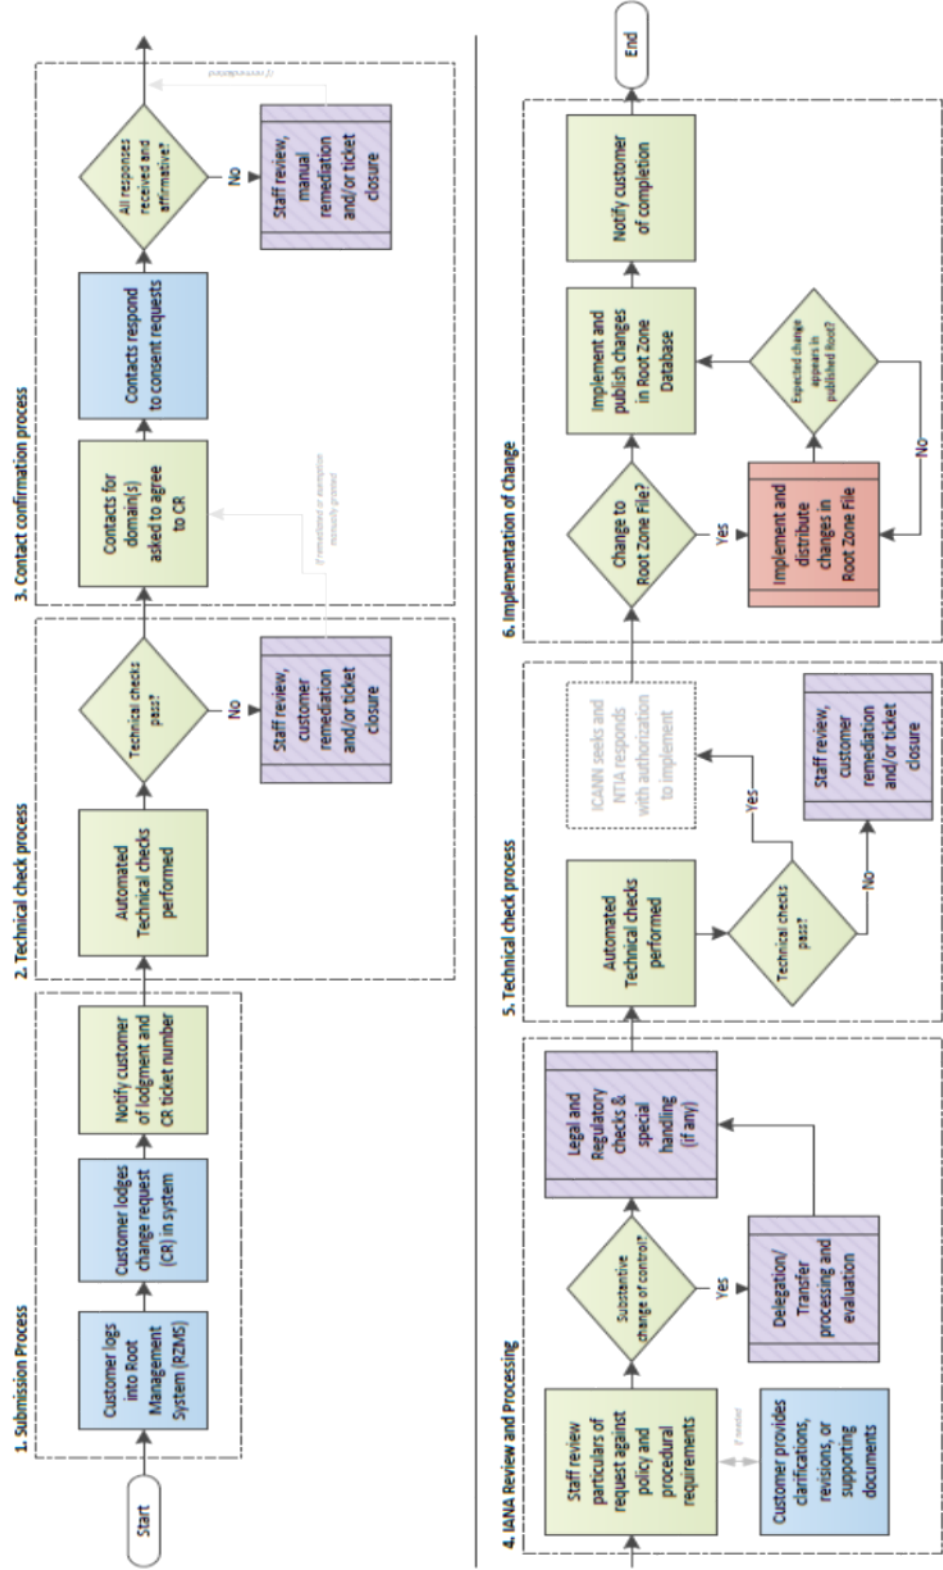 1. Submission Process
Start
Customer logs
into Root
Management
System (RZMS)
Customer lodges
change request
(CR) in system
Notify customer
of lodgment and
CR ticket number
2. Technical check process
Automated
Technical checks
performed
Technical checks
pass?
No
Staff review,
customer
remediation
and/or ticket
closure
If remediated or exemption
manually granted
3. Contact confirmation process
Contacts for
domain(s)
asked to agree
to CR
Contacts respond
to consent requests
All responses
received and
affirmative?
No
Staff review,
manual
remediation
and/or ticket
closure
If remediated
4. IANA Review and Processing
Staff review
particulars of
request against
policy and
procedural
requirements
If needed
Customer provides
clarifications,
revisions, or
supporting
documents
Substantive
change of control?
Yes
Delegation/
Transfer
processing and
evaluation
Legal and
Regulatory
checks &
special
handling
(if any)
5. Technical check process
Automated
Technical checks
performed
Technical checks
pass?
Yes
No
ICANN seeks and
NTIA responds
with authorization
to implement
Staff review,
customer
remediation
and/or ticket
closure
6. Implementation of Change
Change to
Root Zone File?
Yes
Implement and
distribute
changes in
Root Zone File
Expected change
appears in
published Root?
No
Implement and
publish changes
in Root Zone
Database
Notify customer
of completion
End